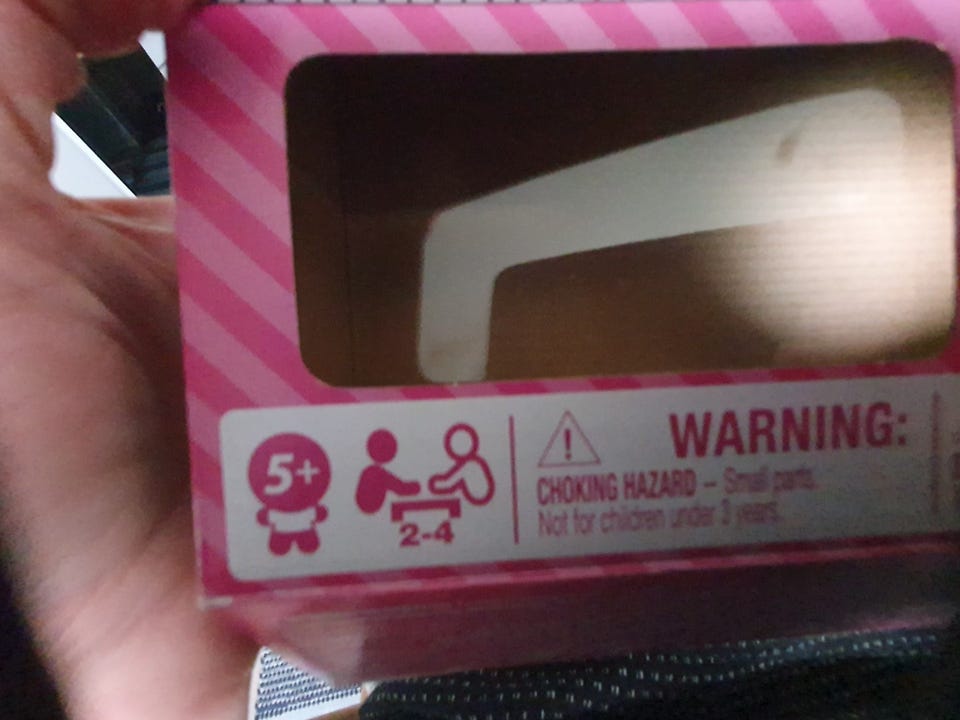 5+
2-4
WARNING:
CHOKING HAZARD – Small parts.
Not for children under 3 years.